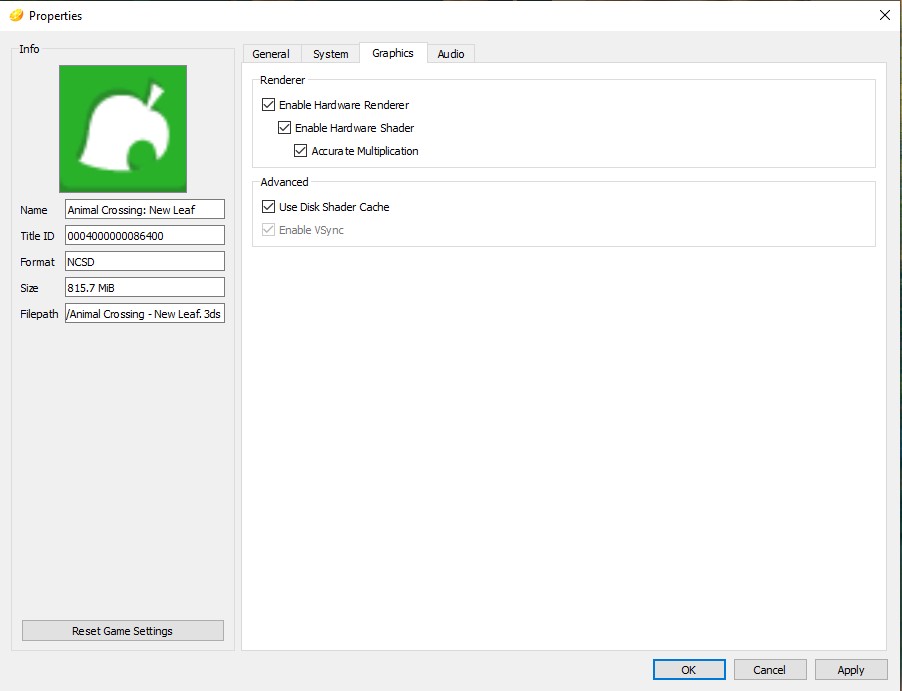 Properties
Info
Name Animal Crossing: New Leaf
Title ID 0004000000086400
Format NCSD
Size 815.7 MiB
Filepath /Animal Crossing - New Leaf.3ds
Reset Game Settings
General System Graphics Audio
Renderer
Enable Hardware Renderer
Enable Hardware Shader
Accurate Multiplication
Advanced
Use Disk Shader Cache
Enable VSync
OK Cancel Apply